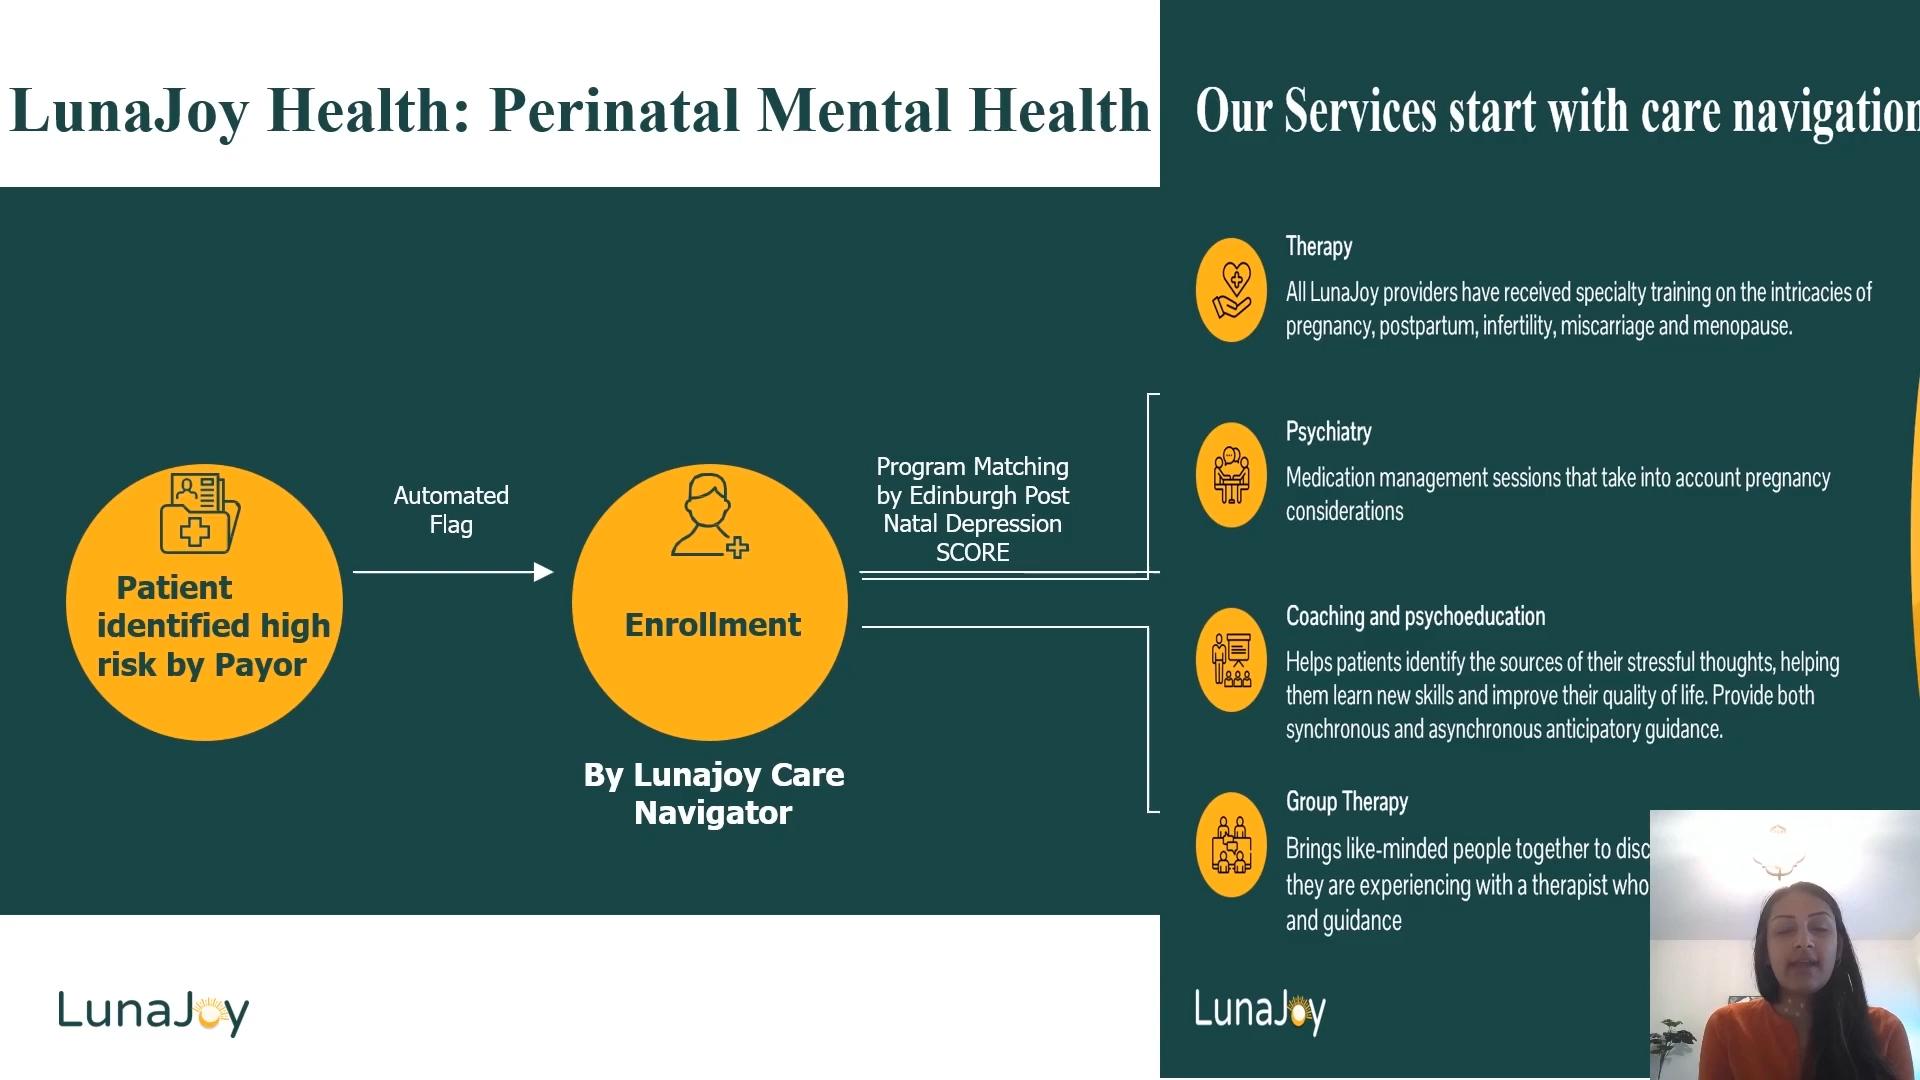 LunaJoy Health: Perinatal Mental Health
Patient
identified high
risk by Payor
Automated
Flag
Enrollment
By Lunajoy Care
Navigator
Program Matching
by Edinburgh Post
Natal Depression
SCORE
LunaJoy
Our Services start with care navigation
Therapy
All LunaJoy providers have received specialty training on the intricacies of
pregnancy, postpartum, infertility, miscarriage and menopause.
Psychiatry
Medication management sessions that take into account pregnancy
considerations
Coaching and psychoeducation
Helps patients identify the sources of their stressful thoughts, helping
them learn new skills and improve their quality of life. Provide both
synchronous and asynchronous anticipatory guidance.
Group Therapy
Brings like-minded people together to disc
they are experiencing with a therapist who
and guidance
LunaJoy